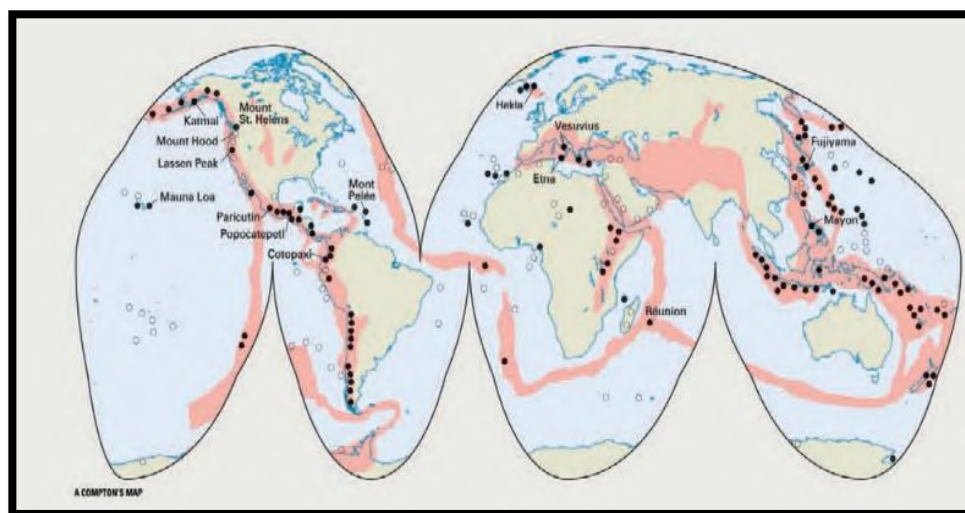 Katmai
Mount
St. Helens
Mount Hood
Lassen Peak
Mauna Loa
Paricutin
Popocatepetl
Mont
Pelée
Cotopaxi
Hekla
Vesuvius
Etna
Réunion
Fujiyama
Mayon
A COMPTON'S MAP